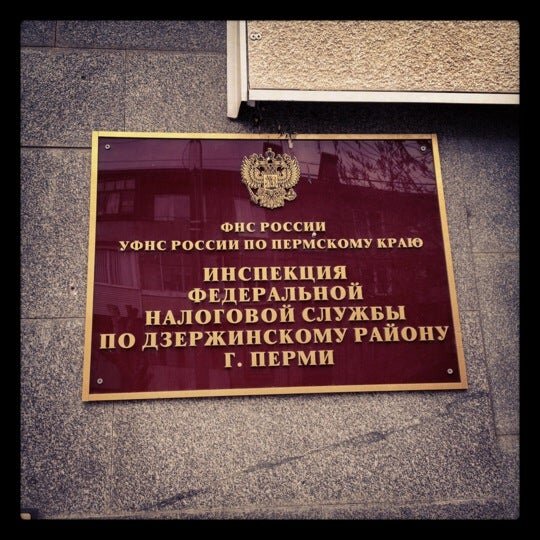 ФНС РОССИИ
УФНС РОССИИ ПО ПЕРМСКОМУ КРАЮ
ИНСПЕКЦИЯ
ФЕДЕРАЛЬНОЙ
НАЛОГОВОЙ СЛУЖБЫ
ПО ДЗЕРЖИНСКОМУ РАЙОНУ
Г. ПЕРМИ